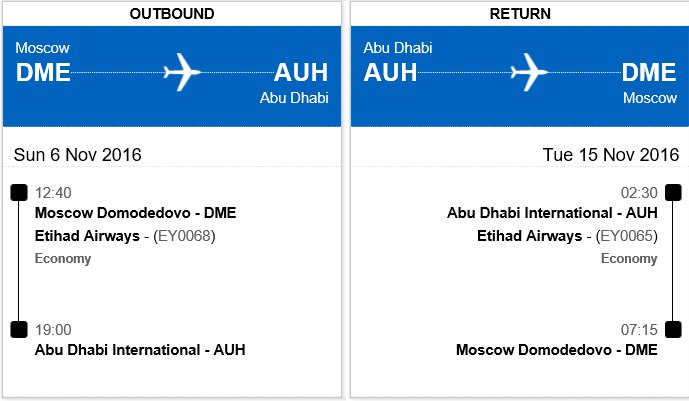 OUTBOUND
Moscow
DME
AUH
Abu Dhabi
Sun 6 Nov 2016
12:40
Moscow Domodedovo - DME
Etihad Airways - (EY0068)
Economy
19:00
Abu Dhabi International - AUH
RETURN
Abu Dhabi
AUH
DME
Moscow
Tue 15 Nov 2016
02:30
Abu Dhabi International - AUH
Etihad Airways - (EY0065)
Economy
07:15
Moscow Domodedovo - DME